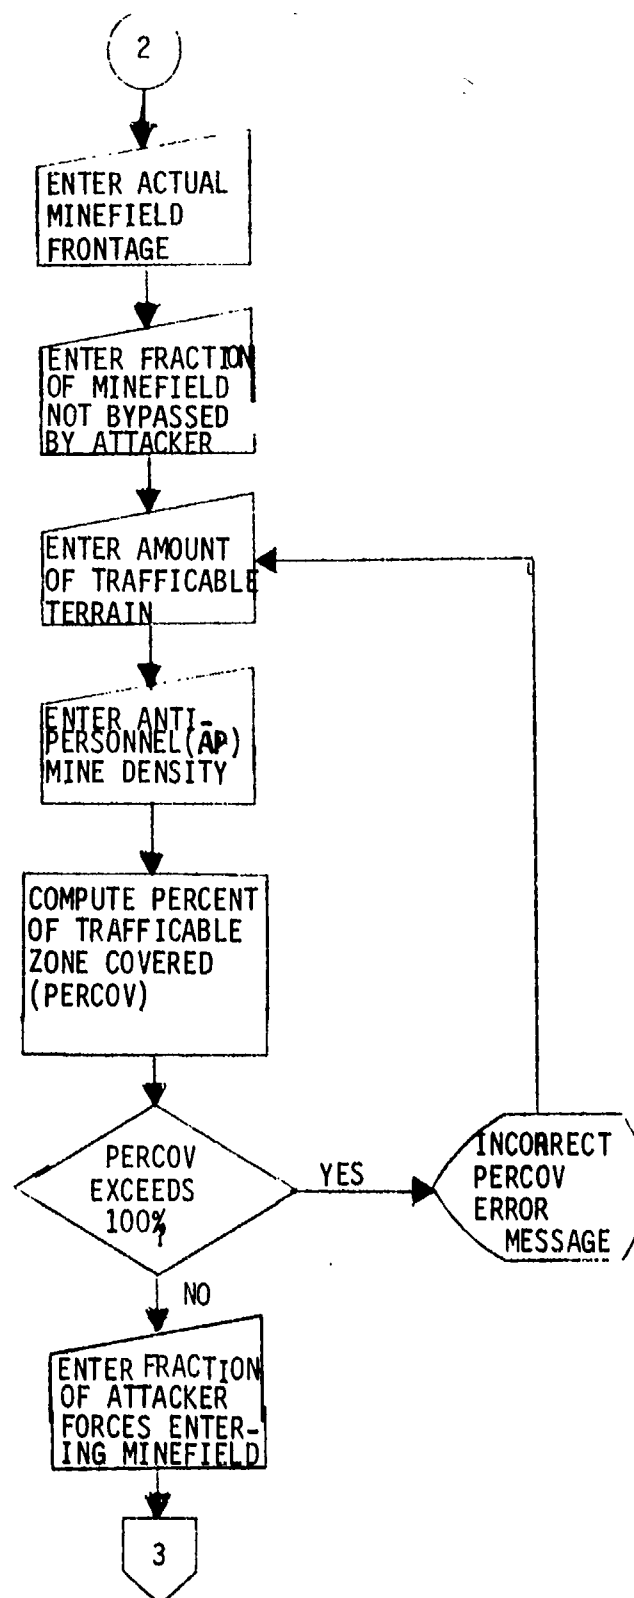 2
ENTER ACTUAL
MINEFIELD
FRONTAGE
ENTER FRACTION
OF MINEFIELD
NOT BYPASSED
BY ATTACKER
ENTER AMOUNT
OF TRAFFICABLE
TERRAIN
ENTER ANTI-
PERSONNEL(AP)
MINE DENSITY
COMPUTE PERCENT
OF TRAFFICABLE
ZONE COVERED
(PERCOV)
PERCOV
EXCEEDS
100%?
YES
INCORRECT
PERCOV
ERROR
MESSAGE
NO
ENTER FRACTION
OF ATTACKER
FORCES ENTER-
ING MINEFIELD
3